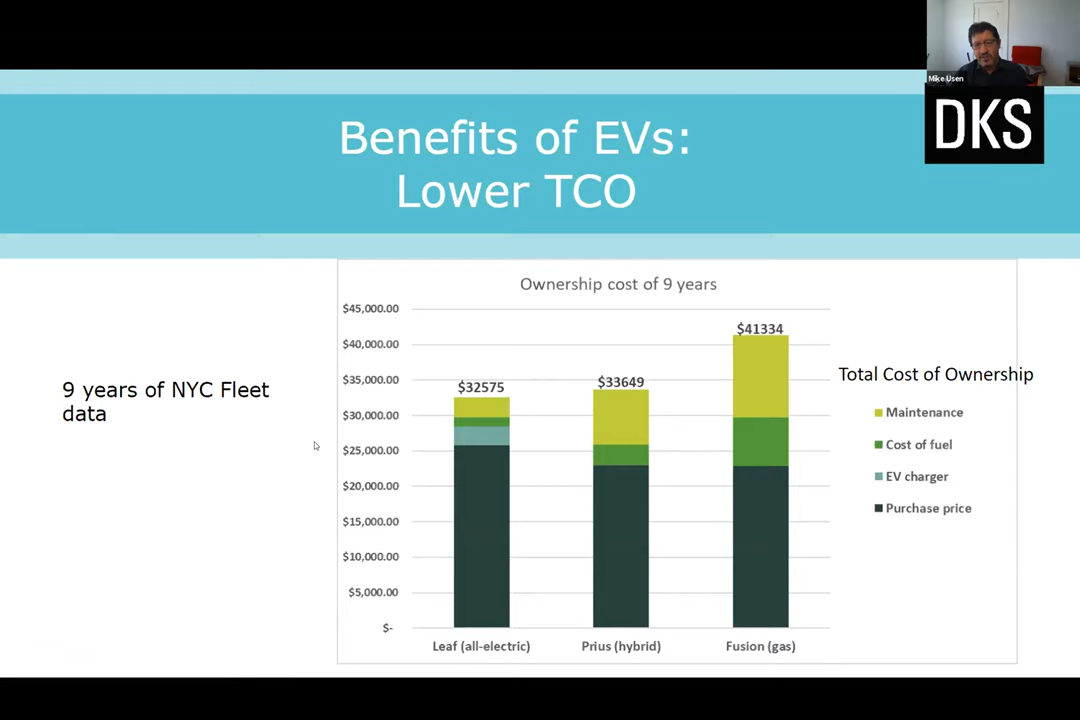 Mike Usen
DKS
Benefits of EVs:
Lower TCO
9 years of NYC Fleet
data
Ownership cost of 9 years
$45,000.00
$40,000.00
$35,000.00
$30,000.00
$25,000.00
$20,000.00
$15,000.00
$10,000.00
$5,000.00
$-
$32575
$33649
$41334
Leaf (all-electric)
Prius (hybrid)
Fusion (gas)
Total Cost of Ownership
Maintenance
Cost of fuel
EV charger
Purchase price